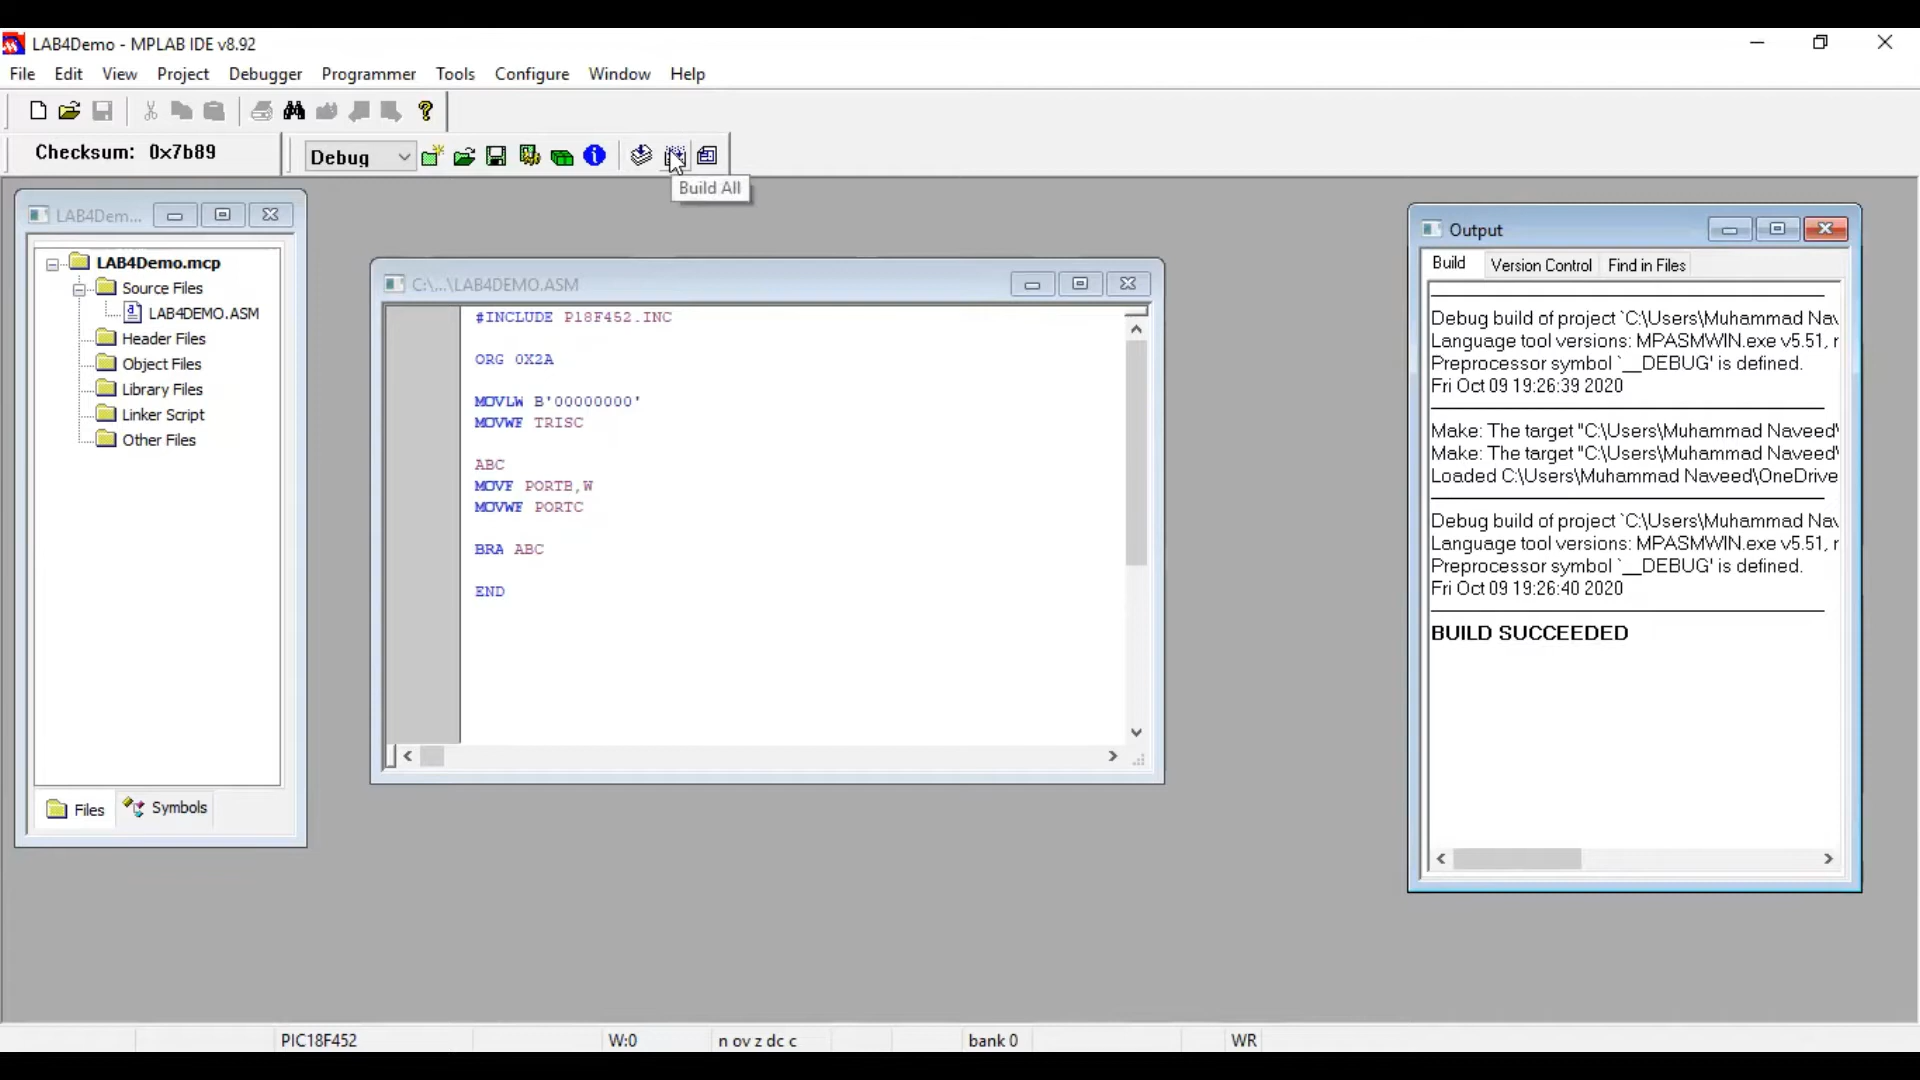 LAB4Demo - MPLAB IDE v8.92
File Edit View Project Debugger Programmer Tools Configure Window Help
Checksum: 0x7b89
Debug
Build All
LAB4Dem...
LAB4Demo.mcp
Source Files
LAB4DEMO.ASM
Header Files
Object Files
Library Files
Linker Script
Other Files
Files Symbols
C:\...\LAB4DEMO.ASM
#INCLUDE P18F452.INC
ORG 0X2A
MOVLW B'00000000'
MOVWF TRISC
ABC
MOVF PORTB,W
MOVWF PORTC
BRA ABC
END
Output
Build Version Control Find in Files
Debug build of project `C:\Users\Muhammad Nav
Language tool versions: MPASMWIN.exe v5.51, r
Preprocessor symbol `__DEBUG' is defined.
Fri Oct 09 19:26:39 2020
Make: The target "C:\Users\Muhammad Naveed\
Make: The target "C:\Users\Muhammad Naveed\
Loaded C:\Users\Muhammad Naveed\OneDrive
Debug build of project `C:\Users\Muhammad Nav
Language tool versions: MPASMWIN.exe v5.51, r
Preprocessor symbol `__DEBUG' is defined.
Fri Oct 09 19:26:40 2020
BUILD SUCCEEDED
PIC18F452 W:0 n ov z dc c bank 0 WR